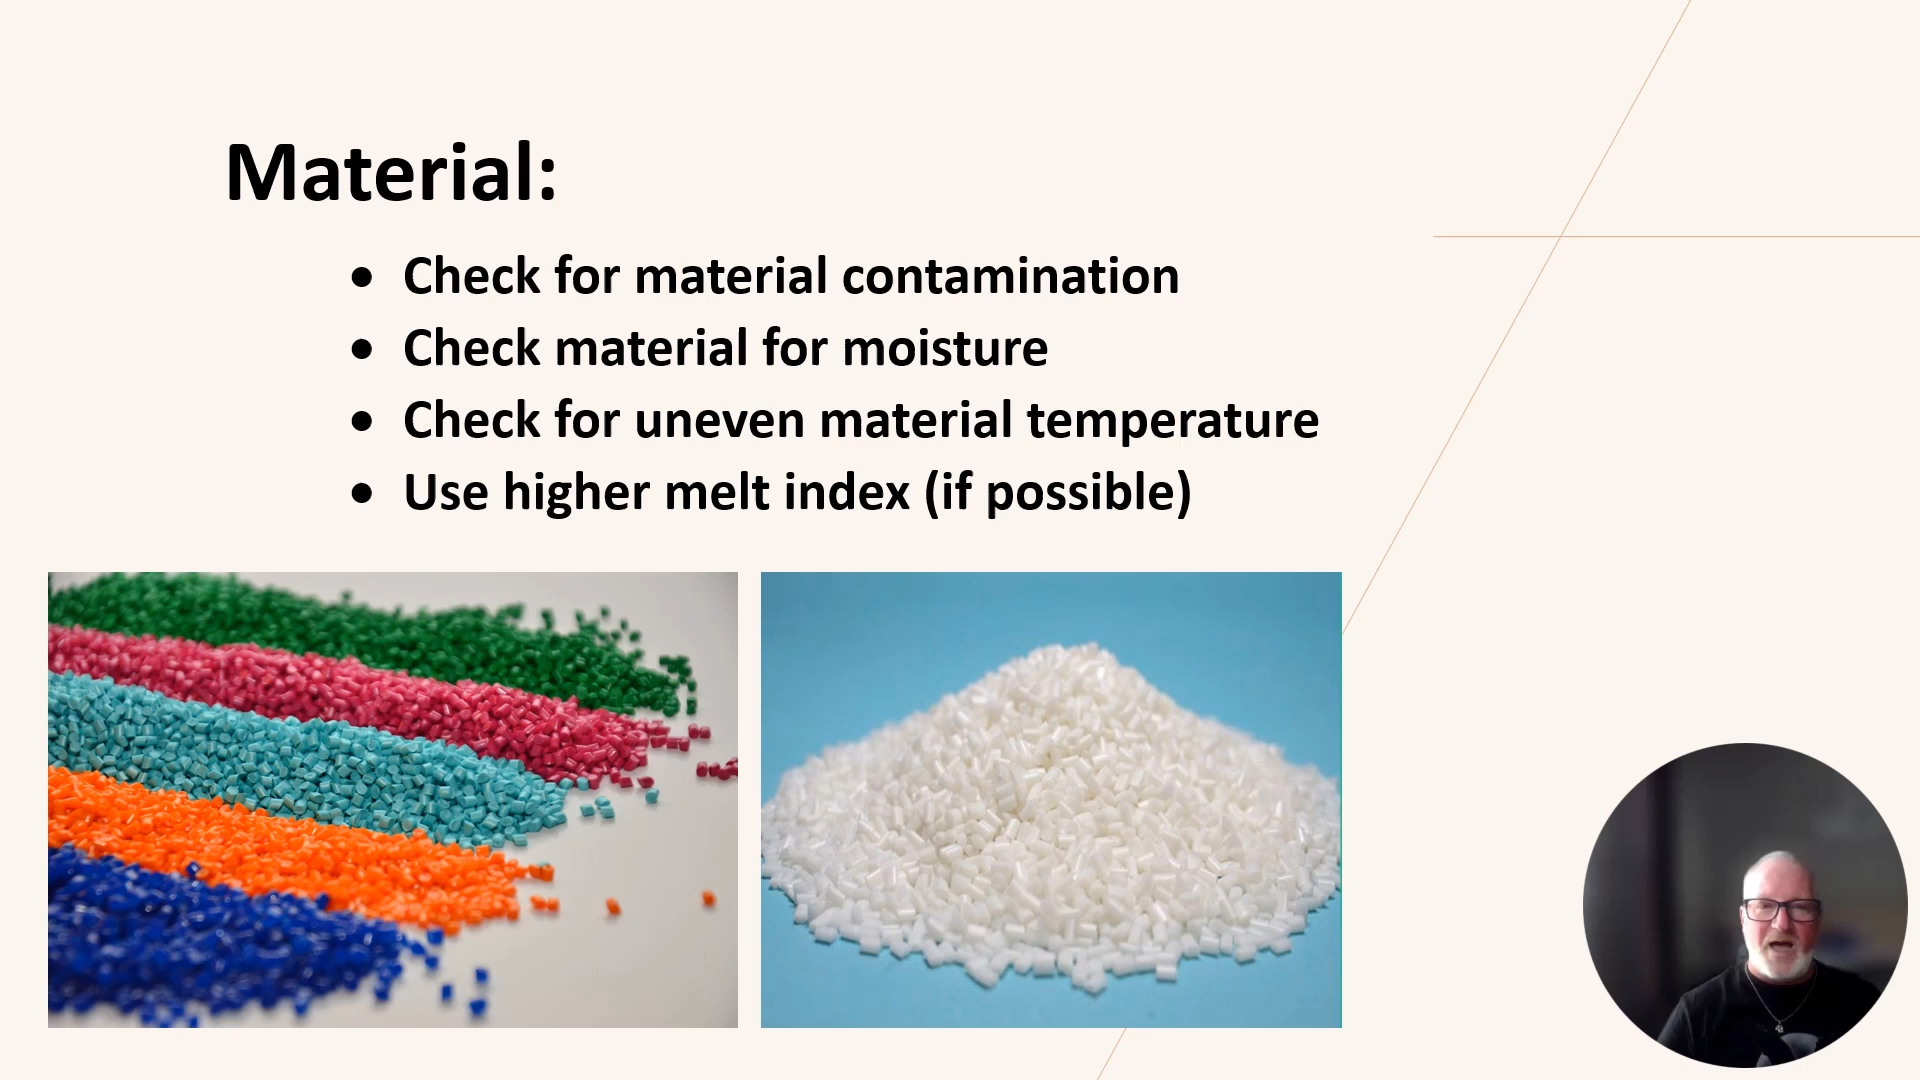 Material:
• Check for material contamination
• Check material for moisture
• Check for uneven material temperature
• Use higher melt index (if possible)